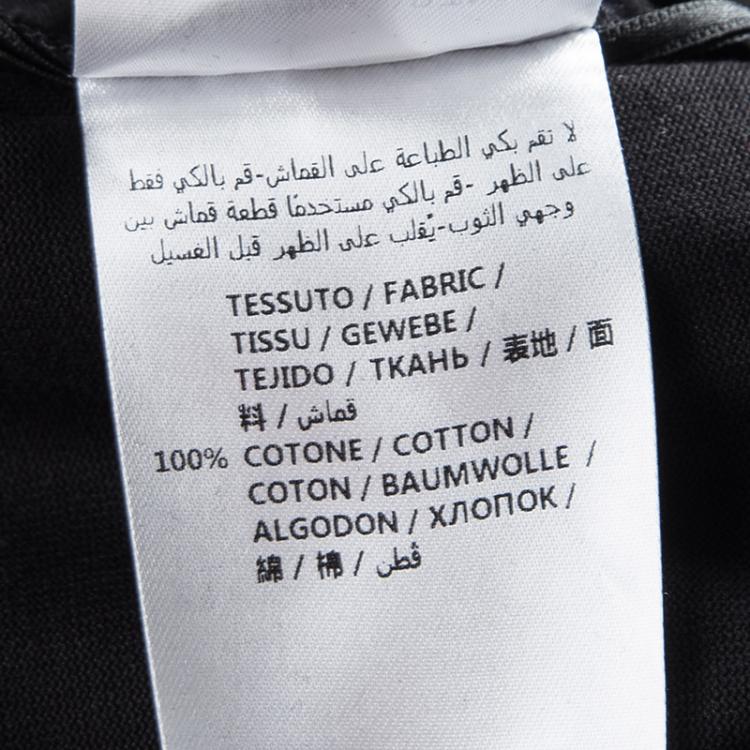 لا تقم بكي الطباعة على القماش-قم بالكي فقط
على الظهر -قم بالكي مستخدمًا قطعة قماش بين
وجهي الثوب-يُقلب على الظهر قبل الغسيل
TESSUTO / FABRIC /
TISSU / GEWEBE /
TEJIDO / ТКАНЬ / 表地 / 面
料 / قماش
100% COTONE / COTTON /
COTON / BAUMWOLLE /
ALGODON / ХЛОПОК /
綿 / 棉 / قطن